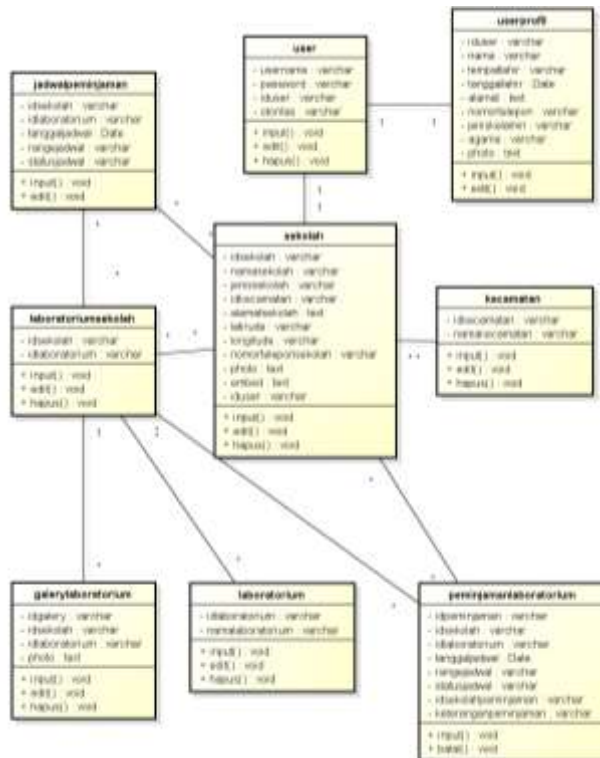 user
- username : varchar
- password : varchar
- iduser : varchar
- otoritas : varchar
+ input() : void
+ edit() : void
+ hapus() : void
userprofil
- iduser : varchar
- nama : varchar
- tempatlahir : varchar
- tanggallahir : Date
- alamat : text
- nomortelepon : varchar
- jeniskelamin : varchar
- agama : varchar
- photo : text
+ input() : void
+ edit() : void
jadwalpeminjaman
- idsekolah : varchar
- idlaboratorium : varchar
- tanggaljadwal : Date
- rangejadwal : varchar
- statusjadwal : varchar
+ input() : void
+ edit() : void
sekolah
- idsekolah : varchar
- namasekolah : varchar
- jenissekolah : varchar
- idkecamatan : varchar
- alamatsekolah : text
- latitude : varchar
- longitude : varchar
- nomorteleponsekolah : varchar
- photo : text
- embed : text
- iduser : varchar
+ input() : void
+ edit() : void
+ hapus() : void
laboratoriumsekolah
- idsekolah : varchar
- idlaboratorium : varchar
+ input() : void
+ edit() : void
+ hapus() : void
kecamatan
- idkecamatan : varchar
- namakecamatan : varchar
+ input() : void
+ edit() : void
+ hapus() : void
galerylaboratorium
- idgalery : varchar
- idsekolah : varchar
- idlaboratorium : varchar
- photo : text
+ input() : void
+ edit() : void
+ hapus() : void
laboratorium
- idlaboratorium : varchar
- namalaboratorium : varchar
+ input() : void
+ edit() : void
+ hapus() : void
peminjamanlaboratorium
- idpeminjaman : varchar
- idsekolah : varchar
- idlaboratorium : varchar
- tanggaljadwal : Date
- rangejadwal : varchar
- statusjadwal : varchar
- idsekolahpeminjaman : varchar
- keteranganpeminjaman : varchar
+ input() : void
+ batal() : void